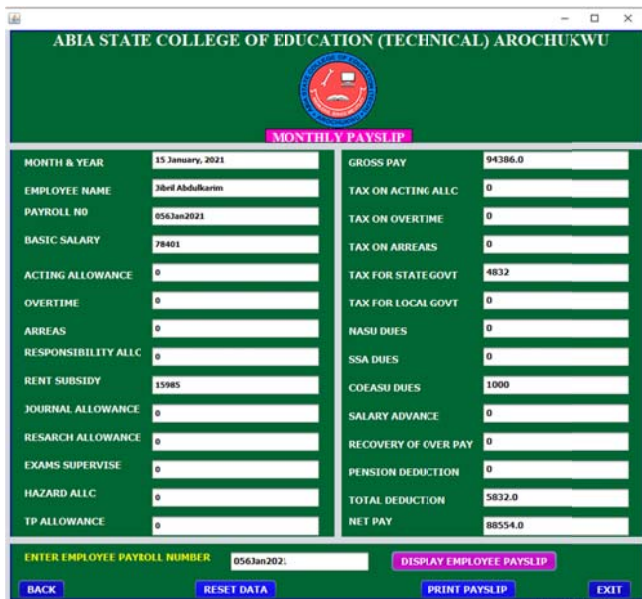 ABIA STATE COLLEGE OF EDUCATION (TECHNICAL) AROCHUKWU
MONTHLY PAYSLIP
MONTH & YEAR 15 January, 2021
EMPLOYEE NAME Jibril Abdulkarim
PAYROLL N0 056Jan2021
BASIC SALARY 78401
ACTING ALLOWANCE 0
OVERTIME 0
ARREAS 0
RESPONSIBILITY ALLC 0
RENT SUBSIDY 15985
JOURNAL ALLOWANCE 0
RESARCH ALLOWANCE 0
EXAMS SUPERVISE 0
HAZARD ALLC 0
TP ALLOWANCE 0
GROSS PAY 94386.0
TAX ON ACTING ALLC 0
TAX ON OVERTIME 0
TAX ON ARREARS 0
TAX FOR STATE GOVT 4832
TAX FOR LOCAL GOVT 0
NASU DUES 0
SSA DUES 0
COEASU DUES 1000
SALARY ADVANCE 0
RECOVERY OF OVER PAY 0
PENSION DEDUCTION 0
TOTAL DEDUCTION 5832.0
NET PAY 88554.0
ENTER EMPLOYEE PAYROLL NUMBER 056Jan2021 DISPLAY EMPLOYEE PAYSLIP
BACK RESET DATA PRINT PAYSLIP EXIT